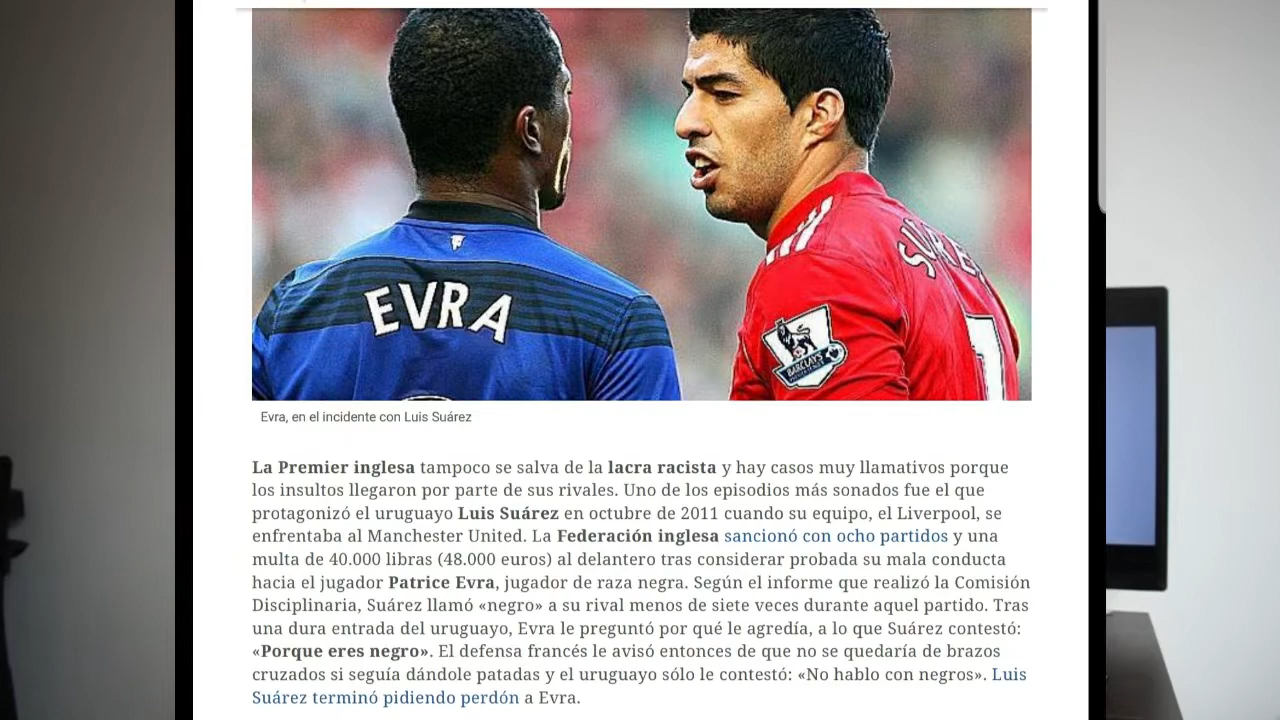 EVRA
BARCLAYS
Evra, en el incidente con Luis Suárez
La Premier inglesa tampoco se salva de la lacra racista y hay casos muy llamativos porque
los insultos llegaron por parte de sus rivales. Uno de los episodios más sonados fue el que
protagonizó el uruguayo Luis Suárez en octubre de 2011 cuando su equipo, el Liverpool, se
enfrentaba al Manchester United. La Federación inglesa sancionó con ocho partidos y una
multa de 40.000 libras (48.000 euros) al delantero tras considerar probada su mala conducta
hacia el jugador Patrice Evra, jugador de raza negra. Según el informe que realizó la Comisión
Disciplinaria, Suárez llamó «negro» a su rival menos de siete veces durante aquel partido. Tras
una dura entrada del uruguayo, Evra le preguntó por qué le agredía, a lo que Suárez contestó:
«Porque eres negro». El defensa francés le avisó entonces de que no se quedaría de brazos
cruzados si seguía dándole patadas y el uruguayo sólo le contestó: «No hablo con negros». Luis
Suárez terminó pidiendo perdón a Evra.